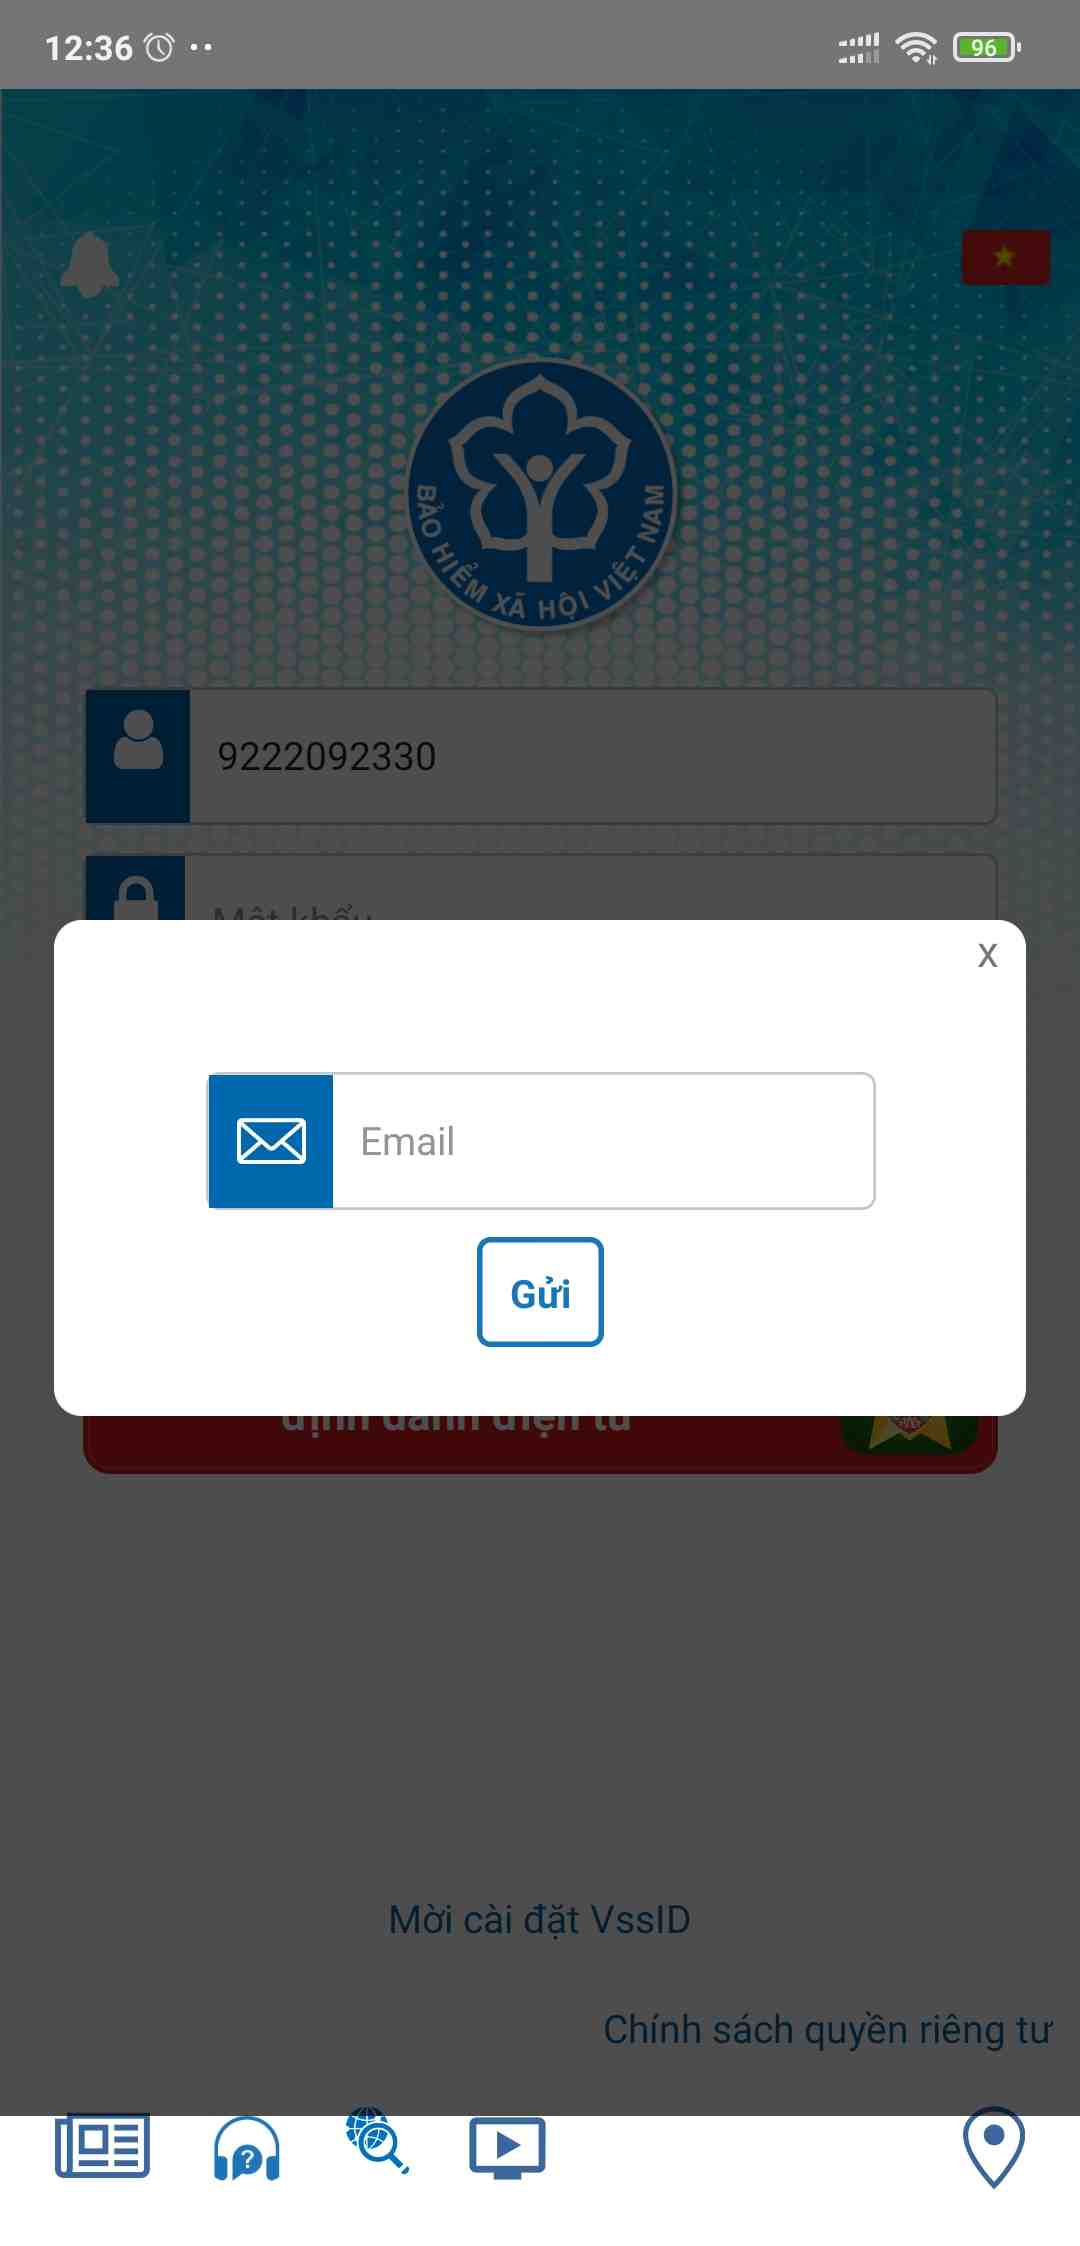 12:36
96
BẢO HIỂM XÃ HỘI VIỆT NAM
9222092330
Mật khẩu
X
Email
Gửi
định danh điện tử
Mời cài đặt VssID
Chính sách quyền riêng tư